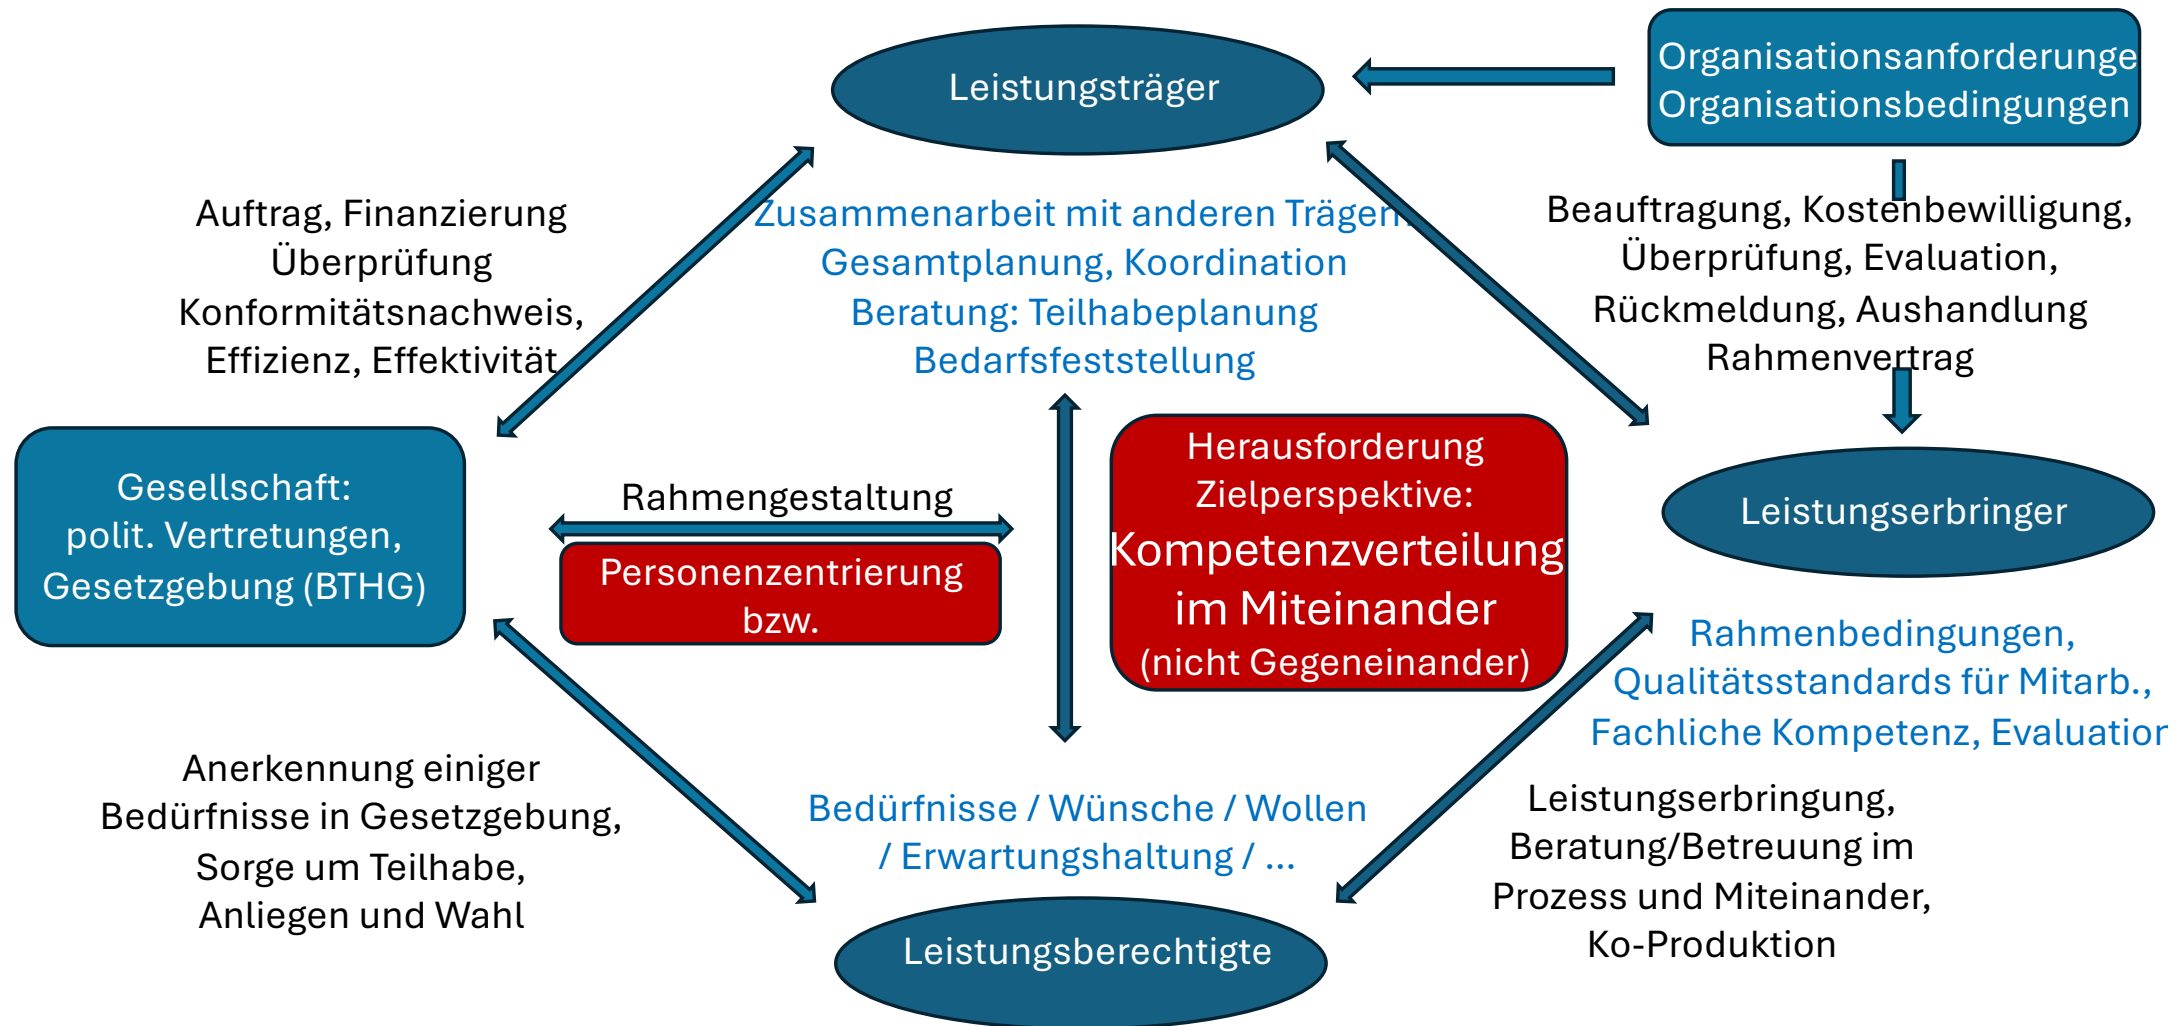 Leistungsträger
Organisationsanforderunge
Organisationsbedingungen
Auftrag, Finanzierung
Überprüfung
Konformitätsnachweis,
Effizienz, Effektivität
Zusammenarbeit mit anderen Trägern
Gesamtplanung, Koordination
Beratung: Teilhabeplanung
Bedarfsfeststellung
Beauftragung, Kostenbewilligung,
Überprüfung, Evaluation,
Rückmeldung, Aushandlung
Rahmenvertrag
Gesellschaft:
polit. Vertretungen,
Gesetzgebung (BTHG)
Rahmengestaltung
Personenzentrierung
bzw.
Herausforderung
Zielperspektive:
Kompetenzverteilung
im Miteinander
(nicht Gegeneinander)
Leistungserbringer
Rahmenbedingungen,
Qualitätsstandards für Mitarb.,
Fachliche Kompetenz, Evaluation
Anerkennung einiger
Bedürfnisse in Gesetzgebung,
Sorge um Teilhabe,
Anliegen und Wahl
Bedürfnisse / Wünsche / Wollen
/ Erwartungshaltung / ...
Leistungserbringung,
Beratung/Betreuung im
Prozess und Miteinander,
Ko-Produktion
Leistungsberechtigte